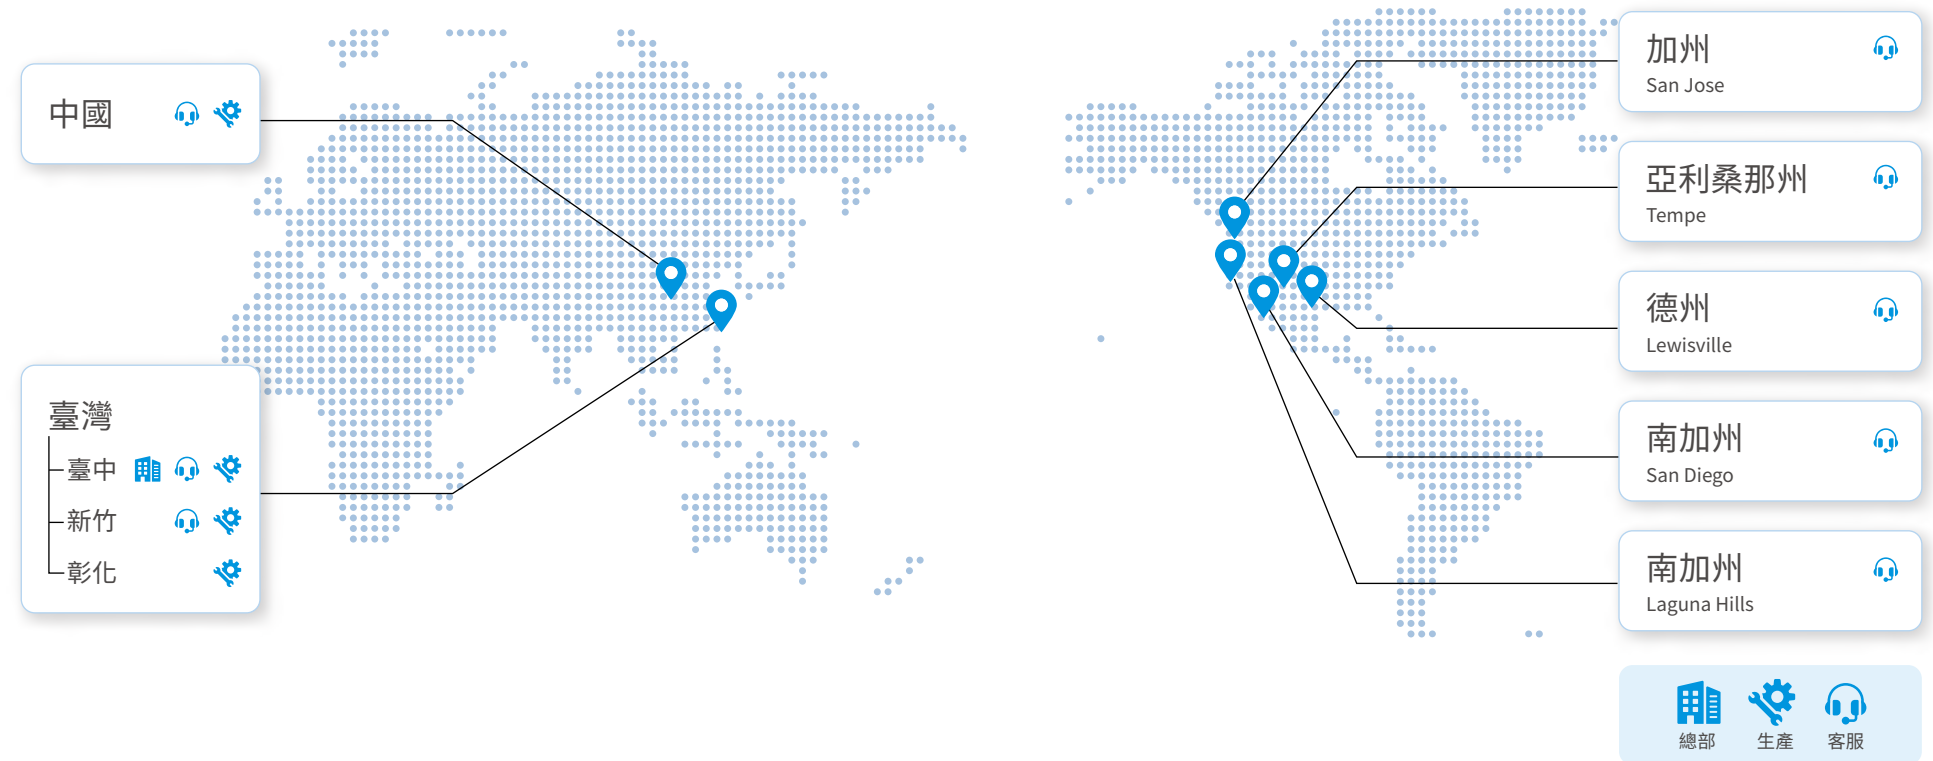 中國
臺灣
臺中
新竹
彰化
加州
San Jose
亞利桑那州
Tempe
德州
Lewisville
南加州
San Diego
南加州
Laguna Hills
總部 生產 客服